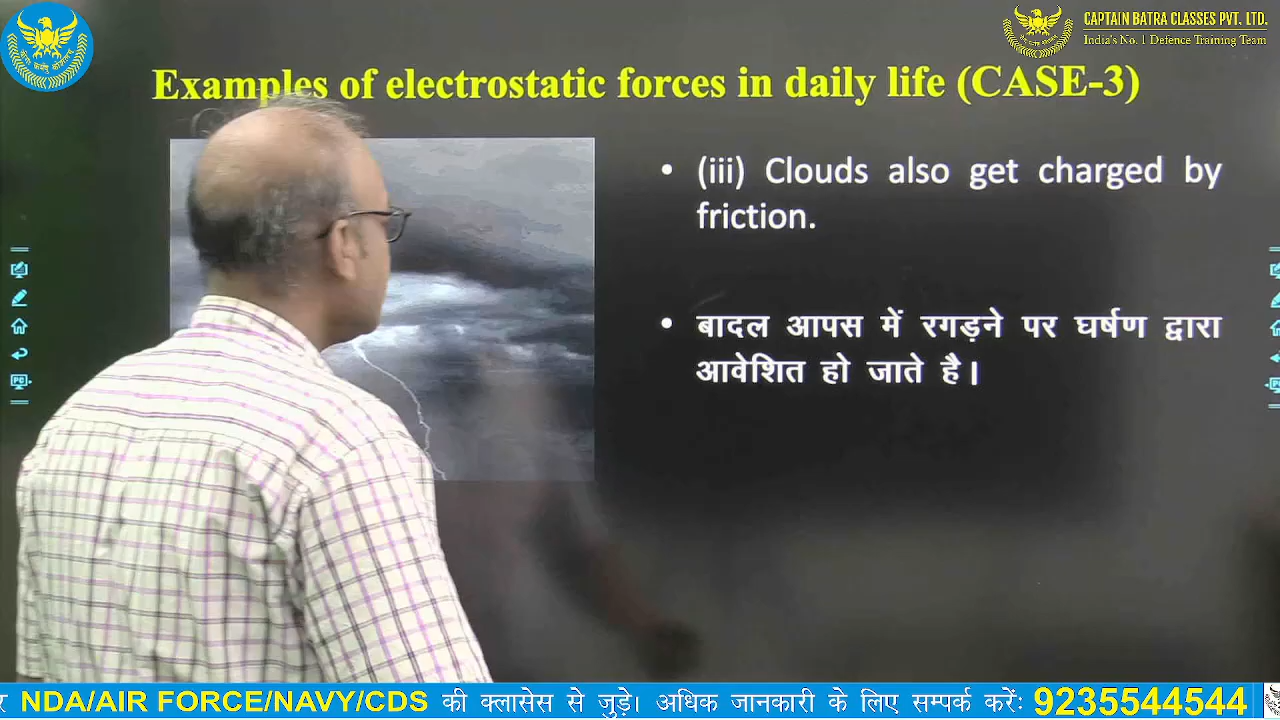 CAPTAIN BATRA CLASSES PVT. LTD.
India's No. 1 Defence Training Team
Examples of electrostatic forces in daily life (CASE-3)
• (iii) Clouds also get charged by
friction.
• बादल आपस में रगड़ने पर घर्षण द्वारा
आवेशित हो जाते है।
NDA/AIR FORCE/NAVY/CDS की क्लासेस से जुड़े। अधिक जानकारी के लिए सम्पर्क करेंः 9235544544